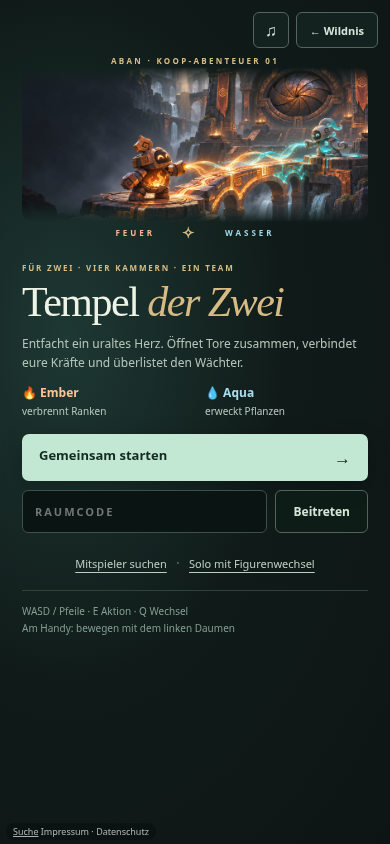 ♫
← Wildnis
ABAN · KOOP-ABENTEUER 01
FEUER ✧ WASSER
FÜR ZWEI · VIER KAMMERN · EIN TEAM
Tempel der Zwei
Entfacht ein uraltes Herz. Öffnet Tore zusammen, verbindet
eure Kräfte und überlistet den Wächter.
🔥 Ember
verbrennt Ranken
💧 Aqua
erweckt Pflanzen
Gemeinsam starten →
RAUMCODE
Beitreten
Mitspieler suchen · Solo mit Figurenwechsel
WASD / Pfeile · E Aktion · Q Wechsel
Am Handy: bewegen mit dem linken Daumen
Suche Impressum · Datenschutz